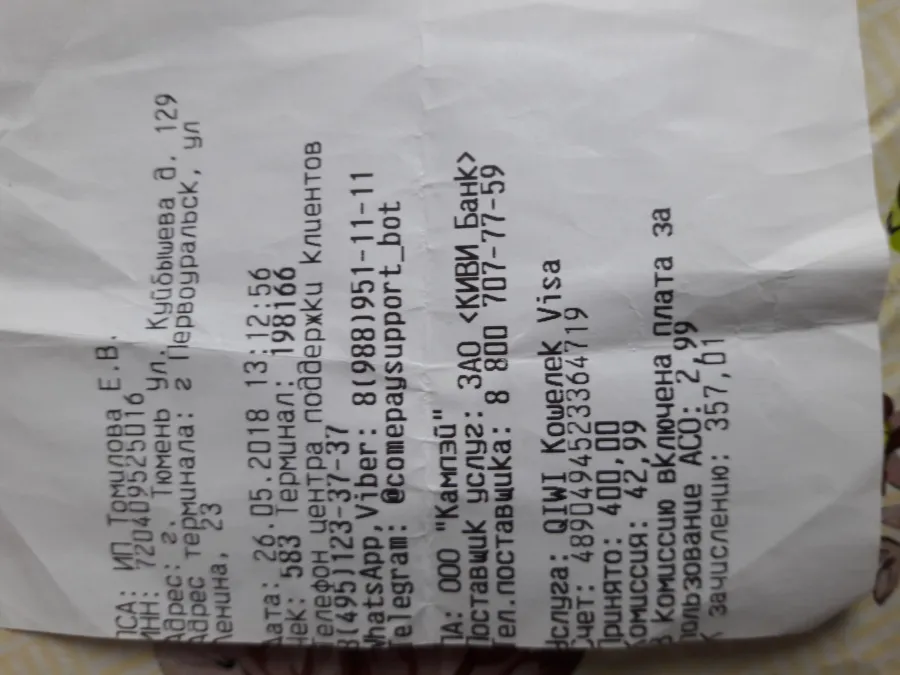 ПСА: ИП Томилова Е.В.
ИНН: 720409525016
Адрес: г. Тюмень ул. Куйбышева д. 129
Адрес терминала: г Первоуральск, ул
Ленина, 23
Дата: 26.05.2018 13:12:56
Чек: 583 Терминал: 198166
Телефон центра поддержки клиентов
8(495)123-37-37
WhatsApp,Viber: 8(988)951-11-11
Telegram: @comepaysupport_bot
ПА: ООО "Кампэй"
Поставщик услуг: ЗАО <КИВИ Банк>
Тел.поставщика: 8 800 707-77-59
Услуга: QIWI Кошелек Visa
Счет: 4890494523364719
Принято: 400,00
Комиссия: 42,99
В Комиссию включена плата за
пользование АСО: 2,99
К зачислению: 357,01